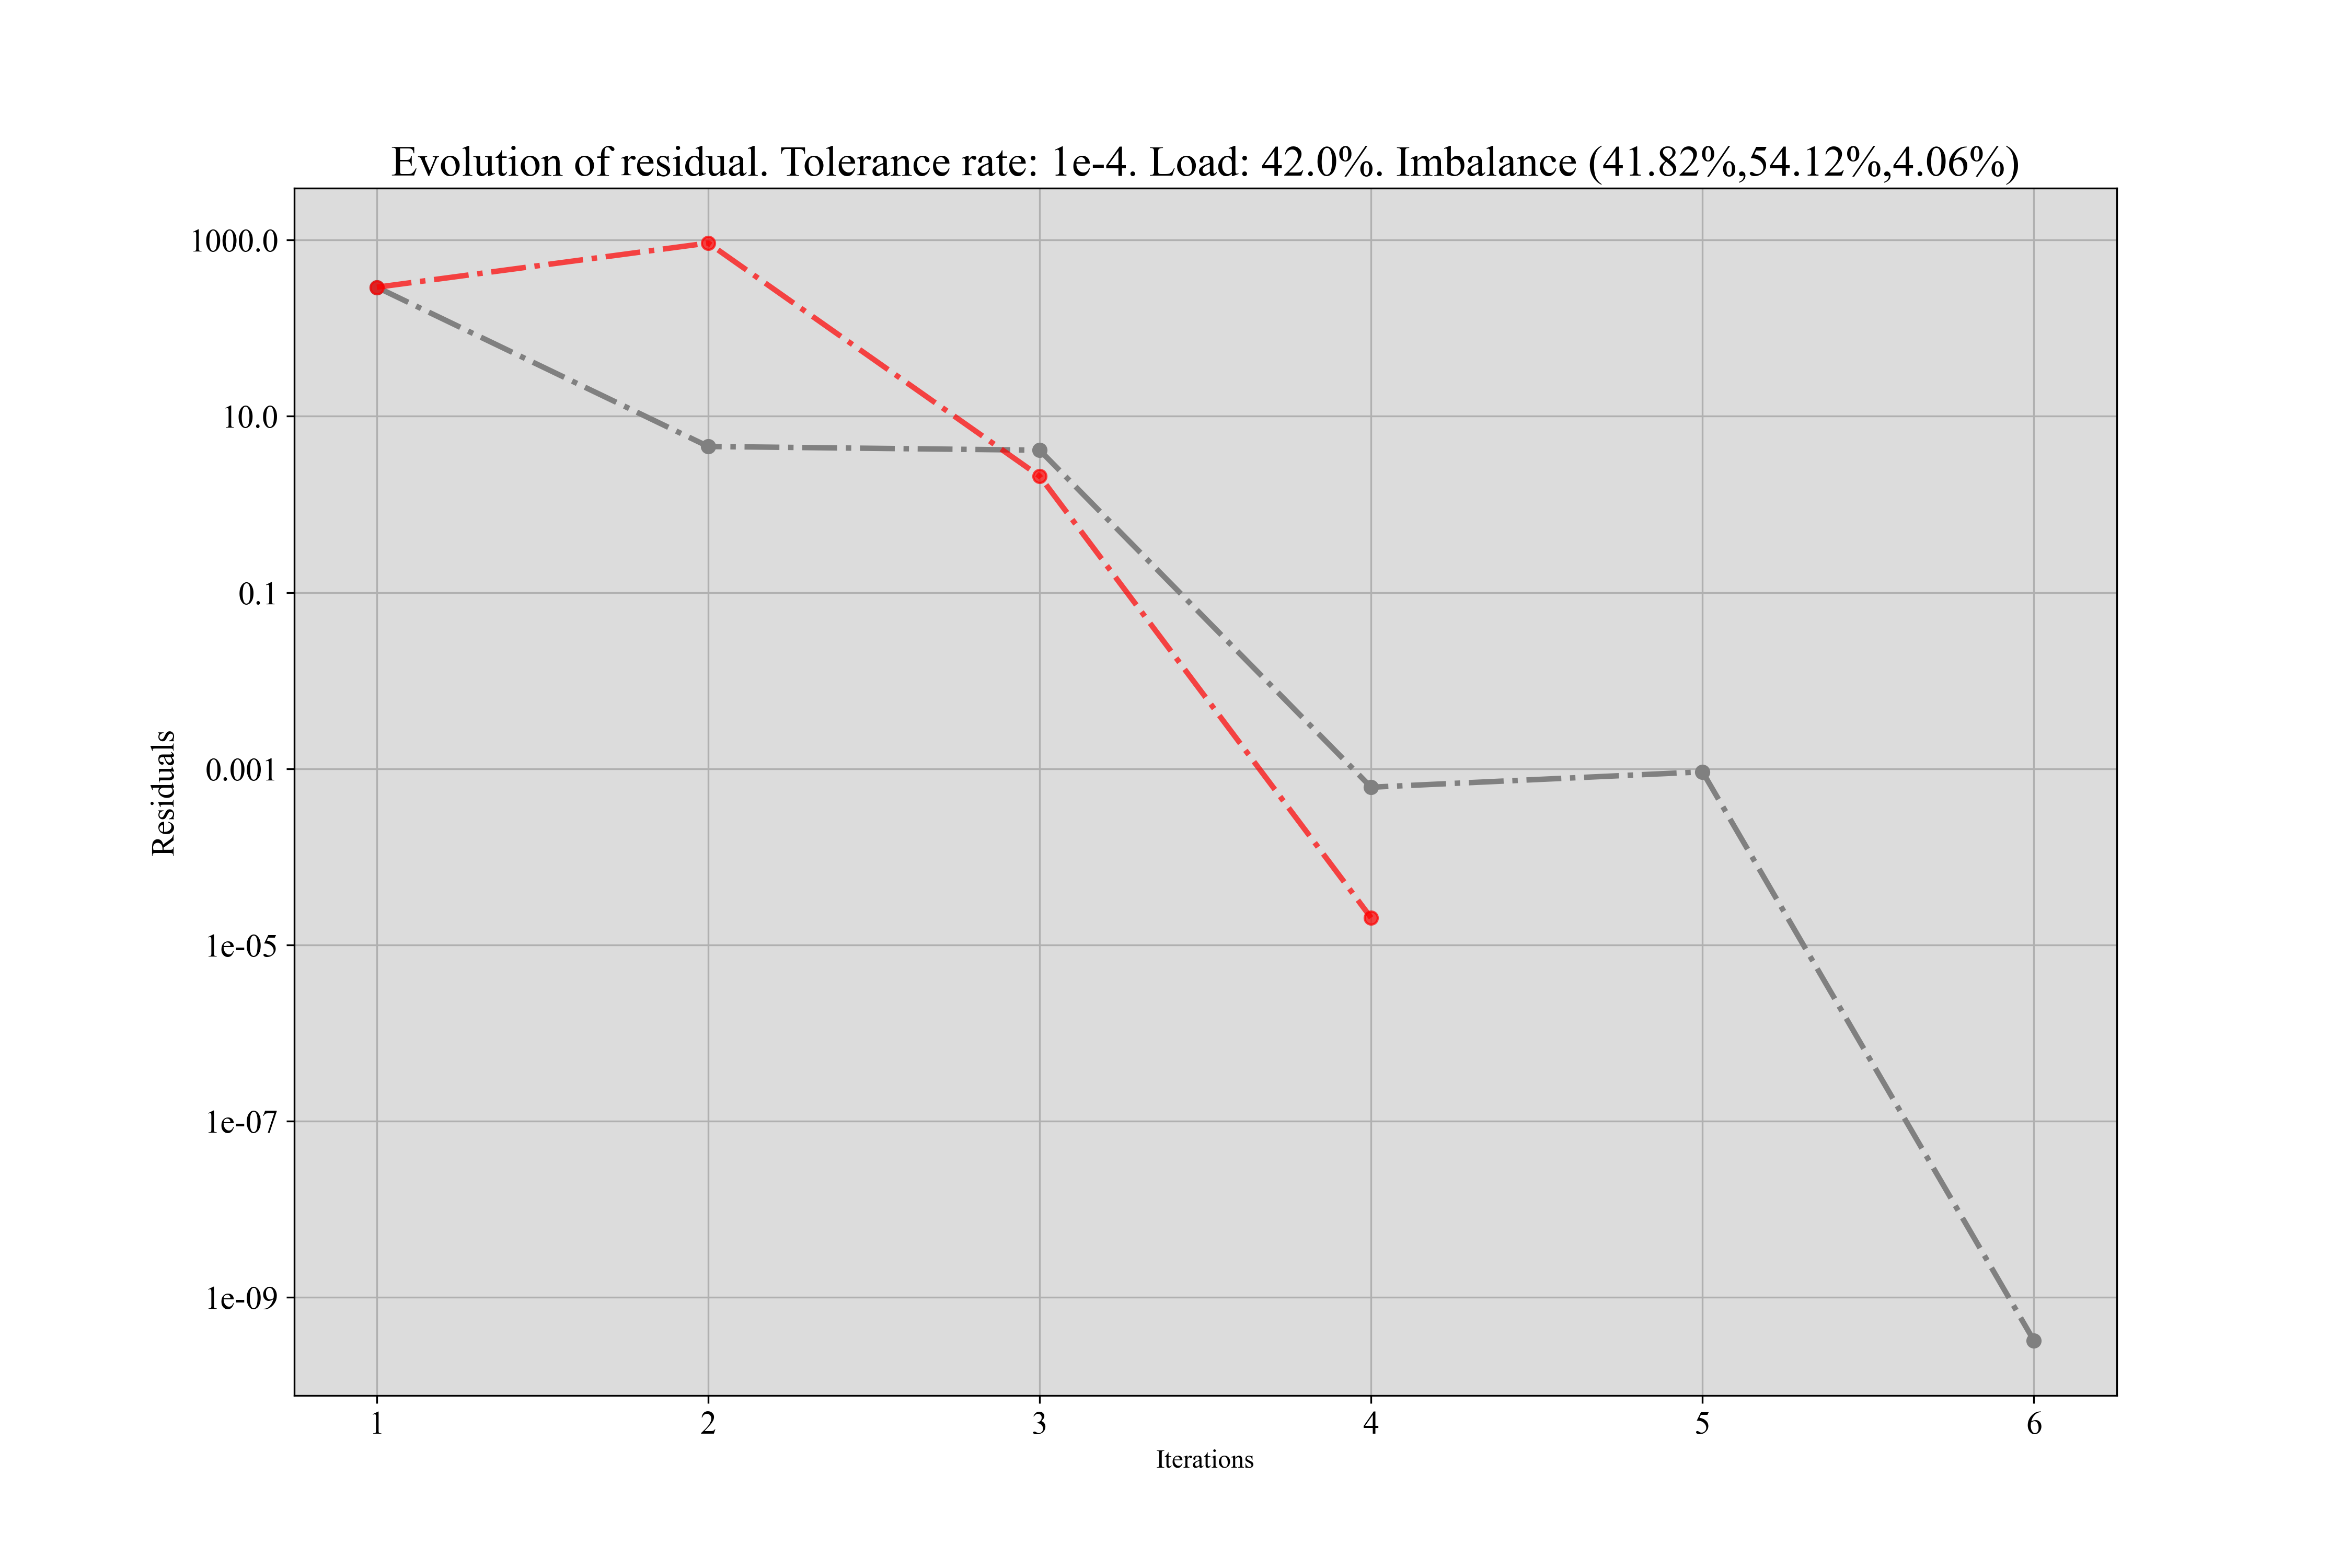 Evolution of residual. Tolerance rate: 1e-4. Load: 42.0%. Imbalance (41.82%,54.12%,4.06%)
1000.0
10.0
0.1
0.001
1e-05
1e-07
1e-09
Residuals
1 2 3 4 5 6
Iterations